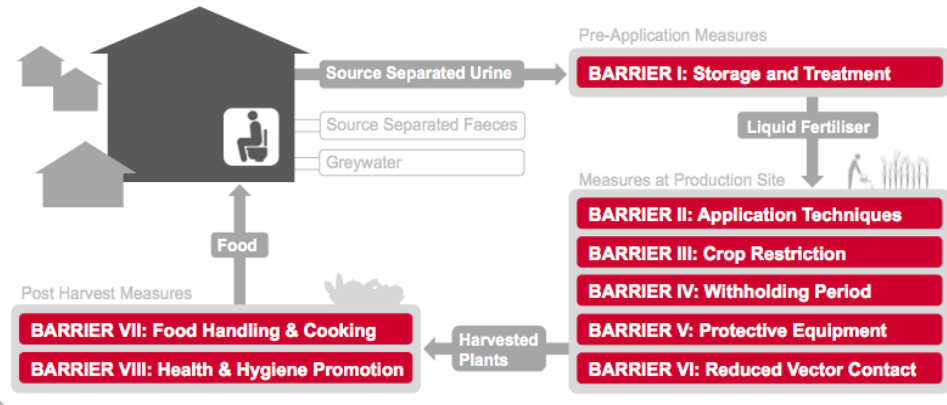 Pre-Application Measures
Source Separated Urine
BARRIER I: Storage and Treatment
Source Separated Faeces
Liquid Fertiliser
Greywater
Measures at Production Site
BARRIER II: Application Techniques
Food
BARRIER III: Crop Restriction
Post Harvest Measures
BARRIER IV: Withholding Period
BARRIER VII: Food Handling & Cooking
Harvested
Plants
BARRIER V: Protective Equipment
BARRIER VIII: Health & Hygiene Promotion
BARRIER VI: Reduced Vector Contact